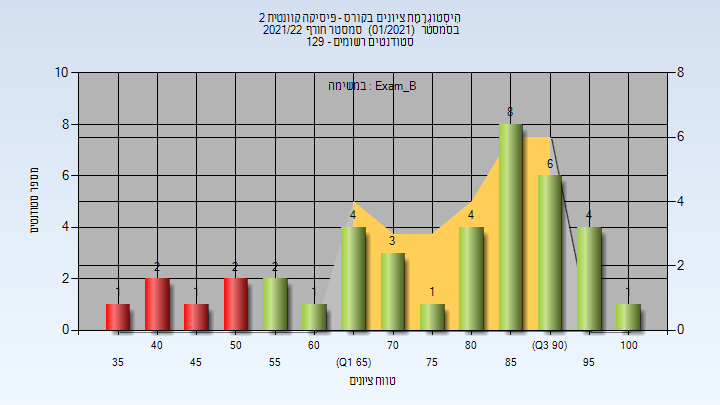 היסטוגרמת ציונים בקורס - פיסיקה קוונטית 2
בסמסטר (01/2021) סמסטר חורף 2021/22
סטודנטים רשומים - 129
במשימה : Exam_B
מספר סטודנטים
10 8 6 4 2 0
8 6 4 2 0
1 2 1 2 2 1 4 3 1 4 8 6 4 1
35 40 45 50 55 60 (Q1 65) 70 75 80 85 (Q3 90) 95 100
טווח ציונים